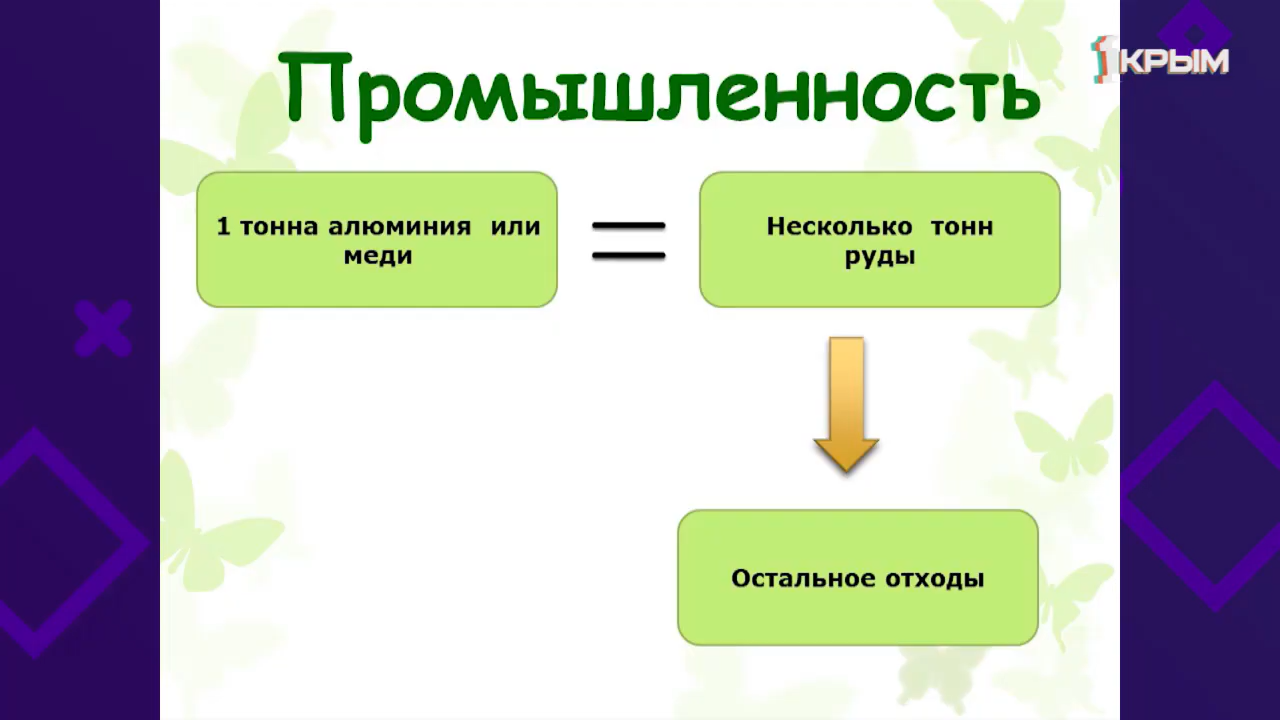 Промышленность
1КРЫМ
1 тонна алюминия или
меди
=
Несколько тонн
руды
Остальное отходы